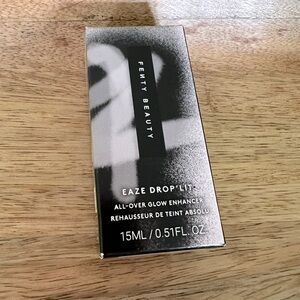 FENTY BEAUTY
EAZE DROP'LIT
ALL-OVER GLOW ENHANCER
REHAUSSEUR DE TEINT ABSOLU
15ML / 0.51FL. OZ.